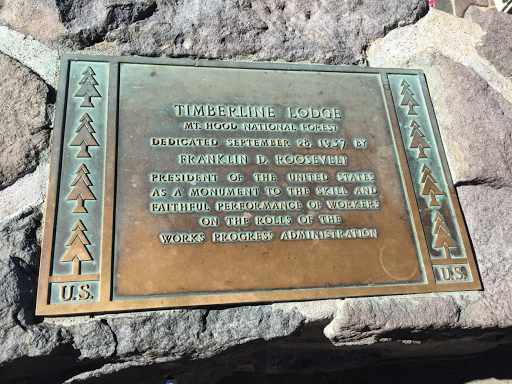 TIMBERLINE LODGE
MT. HOOD NATIONAL FOREST
DEDICATED SEPTEMBER 28, 1937 BY
FRANKLIN D. ROOSEVELT
PRESIDENT OF THE UNITED STATES
AS A MONUMENT TO THE SKILL AND
FAITHFUL PERFORMANCE OF WORKERS
ON THE ROLLS OF THE
WORKS PROGRESS ADMINISTRATION
U.S.
U.S.